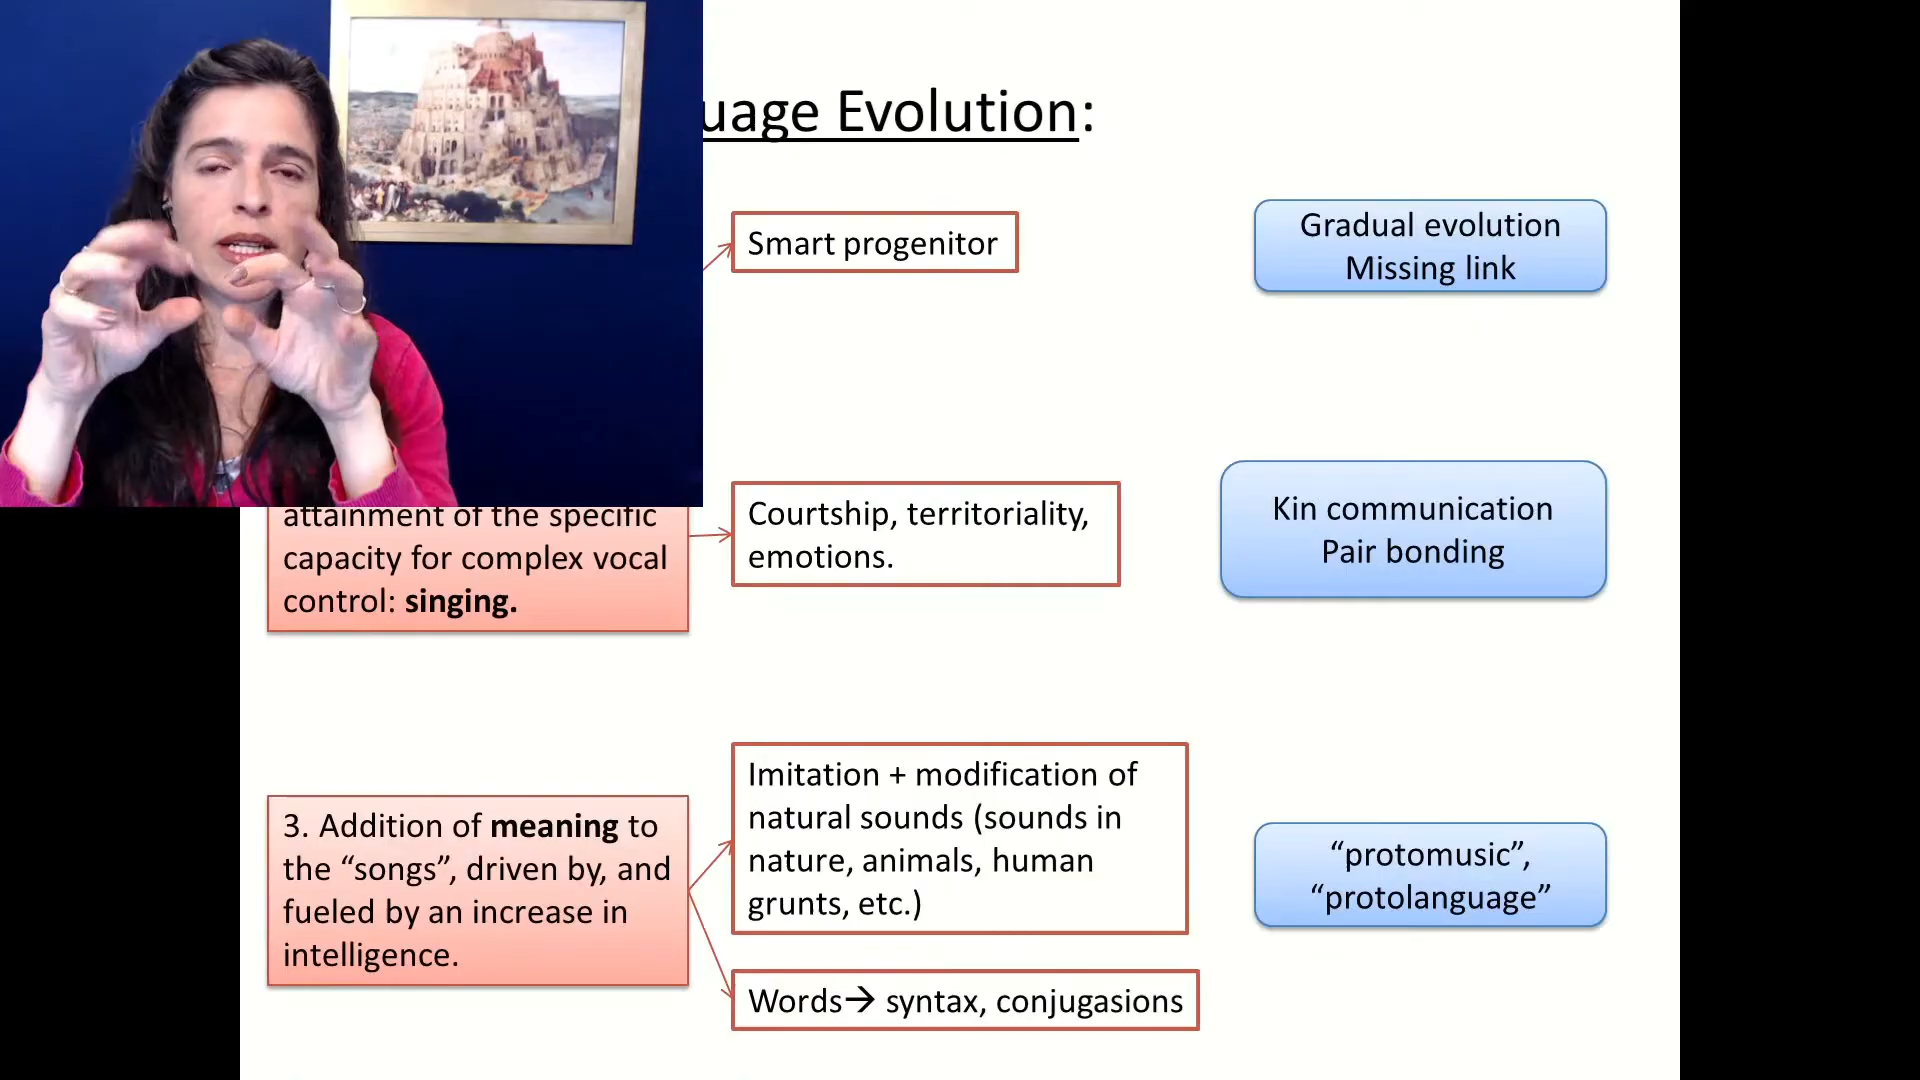 uage Evolution:
Smart progenitor
Gradual evolution
Missing link
attainment of the specific
capacity for complex vocal
control: singing.
Courtship, territoriality,
emotions.
Kin communication
Pair bonding
3. Addition of meaning to
the “songs”, driven by, and
fueled by an increase in
intelligence.
Imitation + modification of
natural sounds (sounds in
nature, animals, human
grunts, etc.)
Words→ syntax, conjugasions
“protomusic”,
“protolanguage”